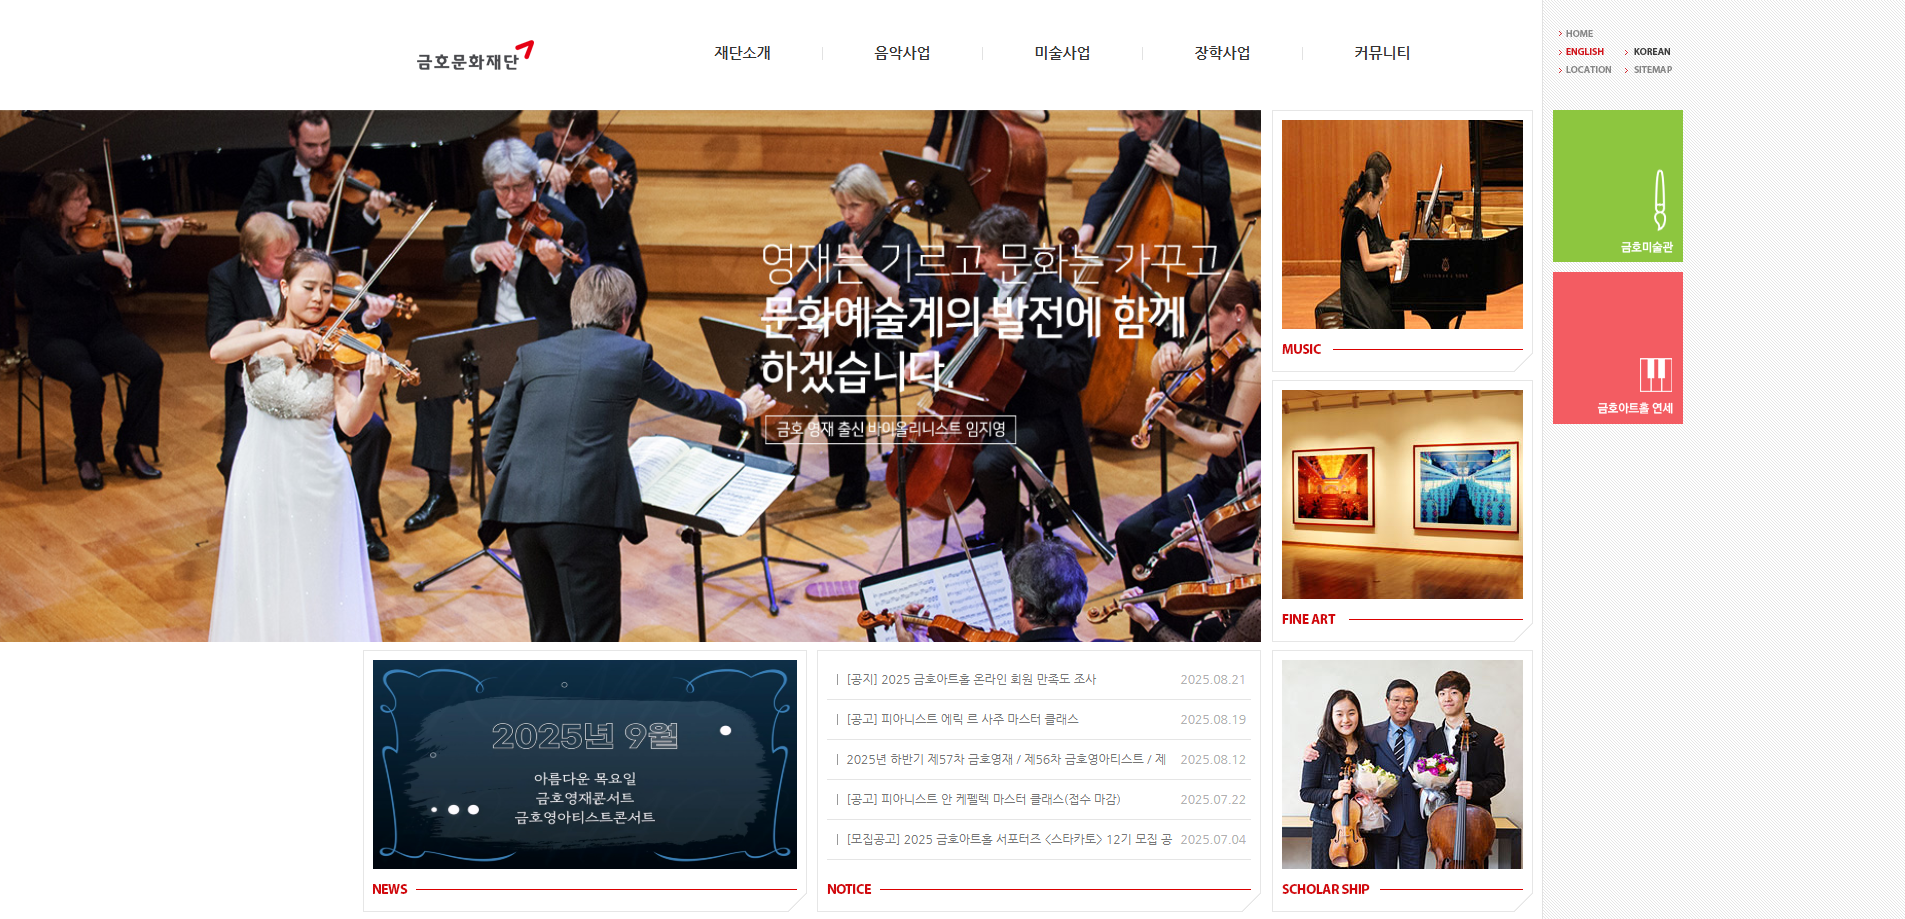 금호문화재단
재단소개
음악사업
미술사업
장학사업
커뮤니티
HOME
ENGLISH
KOREAN
LOCATION
SITEMAP
영재는 기르고 문화는 가꾸고
문화예술계의 발전에 함께
하겠습니다.
금호 영재 출신 바이올리니스트 임지영
MUSIC
FINE ART
금호미술관
금호아트홀 연세
2025년 9월
아름다운 목요일
금호영재콘서트
금호영아티스트콘서트
NEWS
[공지] 2025 금호아트홀 온라인 회원 만족도 조사 2025.08.21
[공고] 피아니스트 에릭 르 사주 마스터 클래스 2025.08.19
2025년 하반기 제57차 금호영재 / 제56차 금호영아티스트 / 제 2025.08.12
[공고] 피아니스트 안 케펠렉 마스터 클래스(접수 마감) 2025.07.22
[모집공고] 2025 금호아트홀 서포터즈 <스타카토> 12기 모집 공 2025.07.04
NOTICE
SCHOLAR SHIP